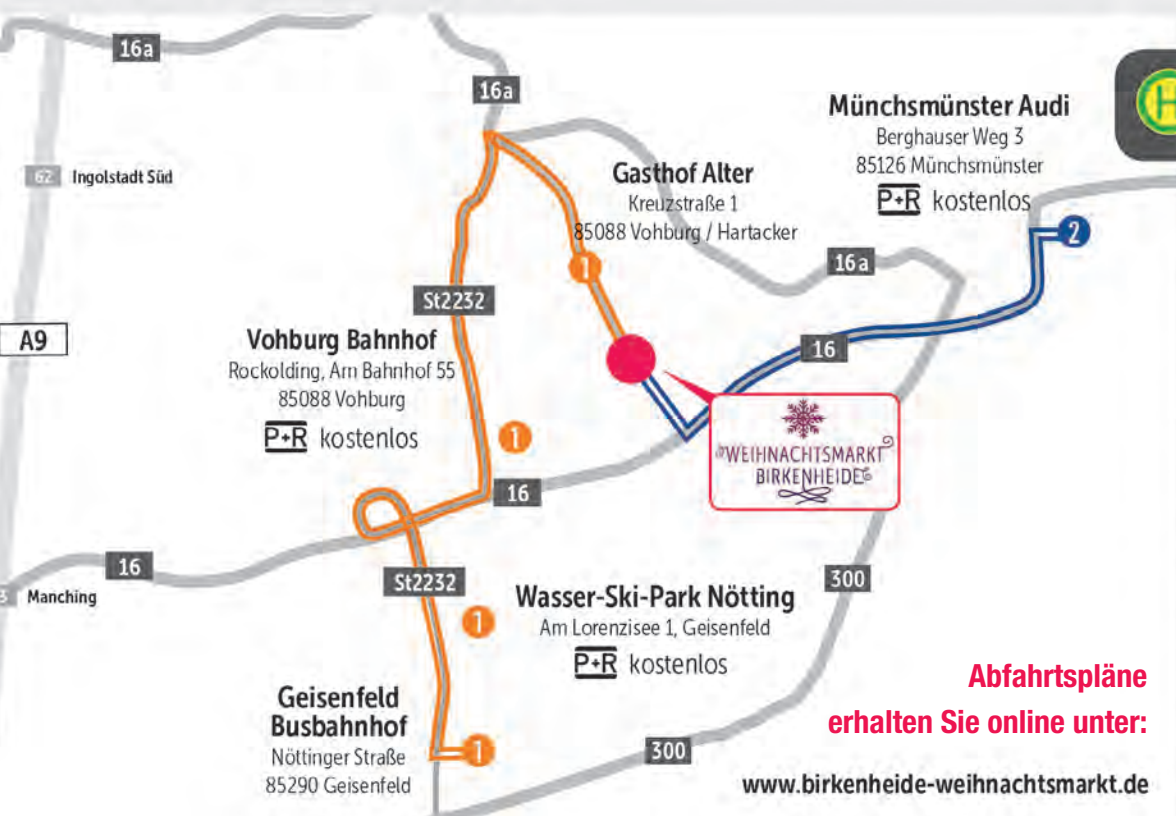 16a
16a
Münchsmünster Audi
Berghauser Weg 3
85126 Münchsmünster
P+R kostenlos
H
62 Ingolstadt Süd
Gasthof Alter
Kreuzstraße 1
85088 Vohburg / Hartacker
2
1
16a
St2232
A9
Vohburg Bahnhof
Rockolding, Am Bahnhof 55
85088 Vohburg
P+R kostenlos
16
1
WEIHNACHTSMARKT
BIRKENHEIDE
16
16
3 Manching
St2232
300
Wasser-Ski-Park Nötting
Am Lorenzisee 1, Geisenfeld
P+R kostenlos
1
Geisenfeld
Busbahnhof
Nöttinger Straße
85290 Geisenfeld
1
300
Abfahrtspläne
erhalten Sie online unter:
www.birkenheide-weihnachtsmarkt.de